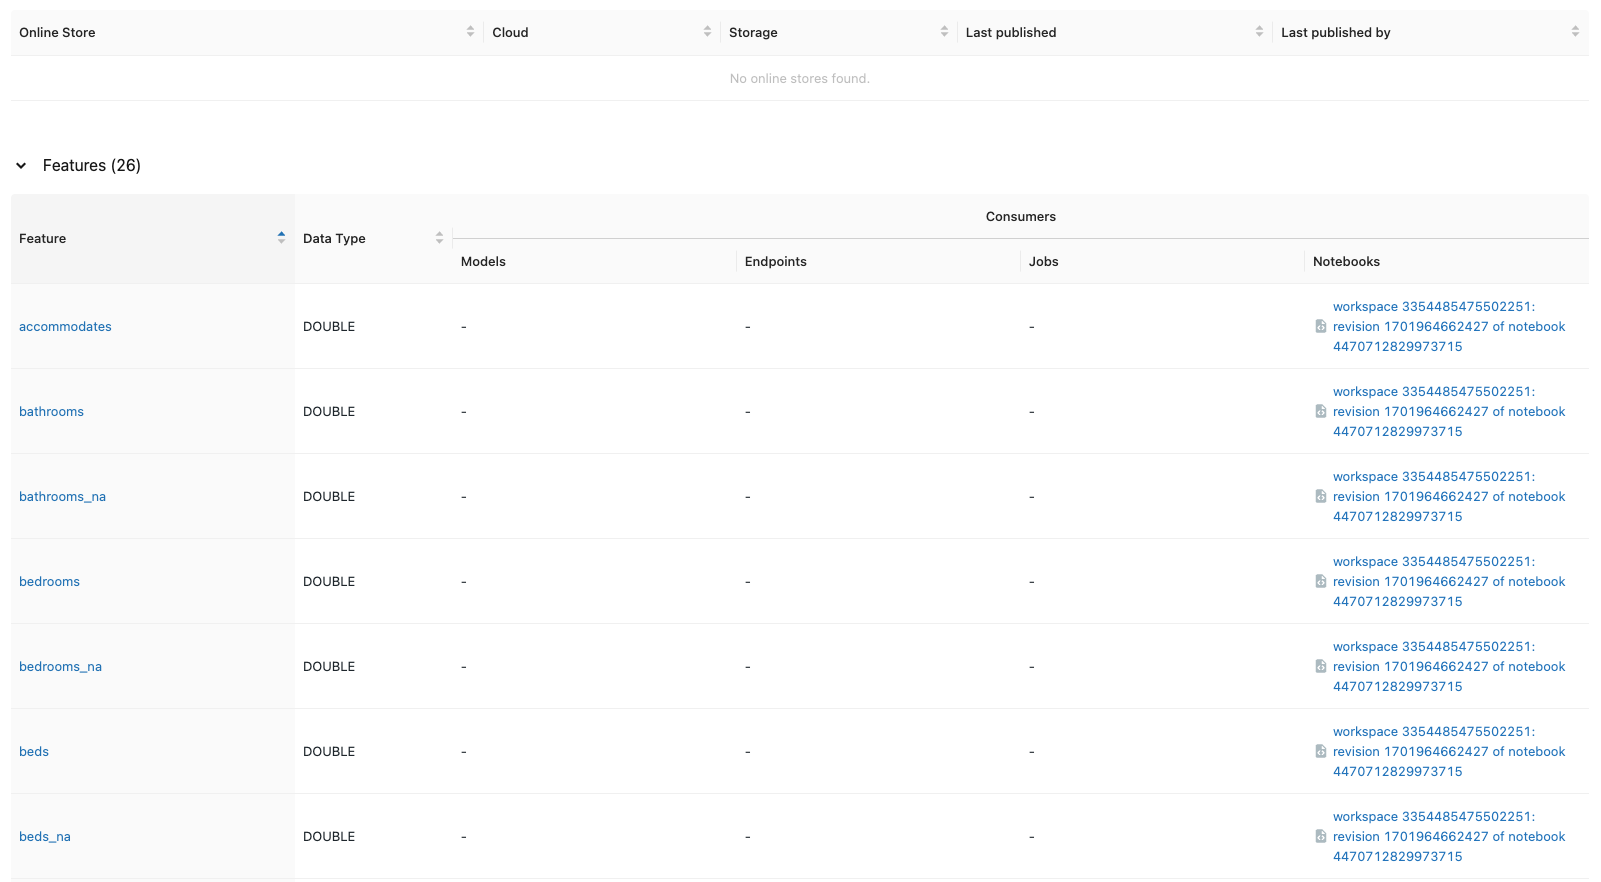 Online Store Cloud Storage Last published Last published by
No online stores found.
Features (26)
Consumers
Feature Data Type
Models Endpoints Jobs Notebooks
workspace 3354485475502251:
accommodates DOUBLE - - - revision 1701964662427 of notebook
4470712829973715
workspace 3354485475502251:
bathrooms DOUBLE - - - revision 1701964662427 of notebook
4470712829973715
workspace 3354485475502251:
bathrooms_na DOUBLE - - - revision 1701964662427 of notebook
4470712829973715
workspace 3354485475502251:
bedrooms DOUBLE - - - revision 1701964662427 of notebook
4470712829973715
workspace 3354485475502251:
bedrooms_na DOUBLE - - - revision 1701964662427 of notebook
4470712829973715
workspace 3354485475502251:
beds DOUBLE - - - revision 1701964662427 of notebook
4470712829973715
workspace 3354485475502251:
beds_na DOUBLE - - - revision 1701964662427 of notebook
4470712829973715